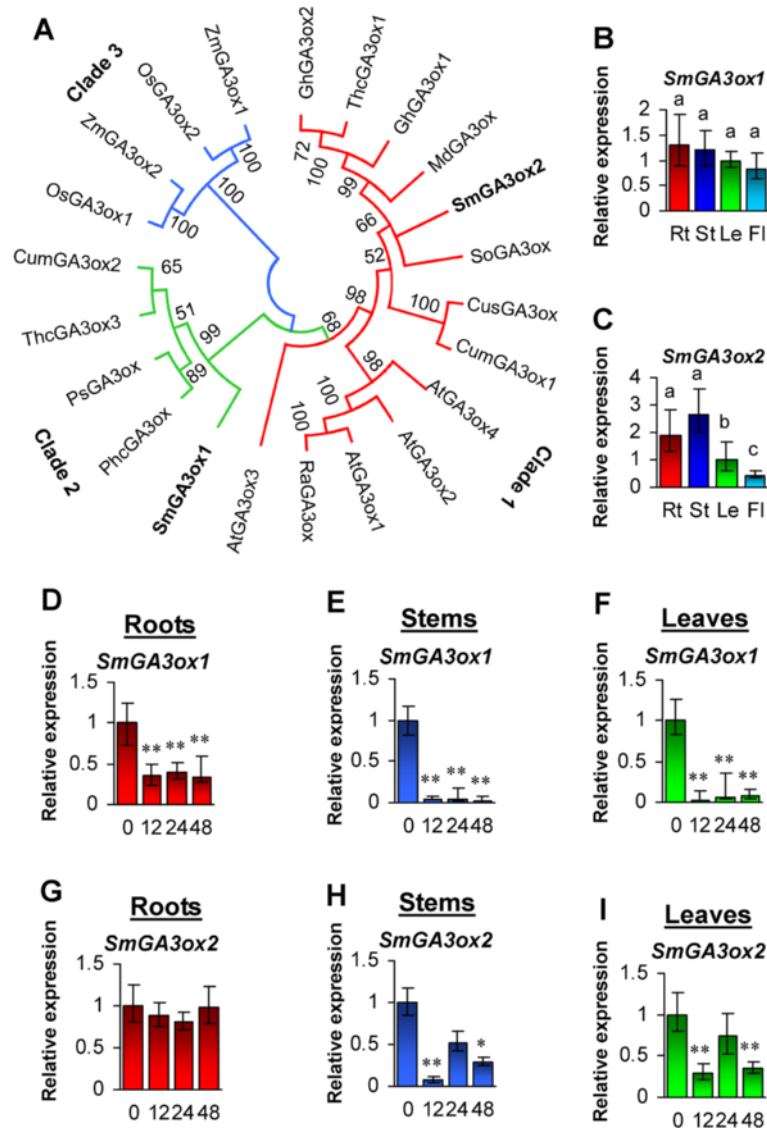 A
Clade 3
ZmGA3ox1
OsGA3ox2
ZmGA3ox2
OsGA3ox1
CumGA3ox2
ThcGA3ox3
PsGA3ox
PhcGA3ox
Clade 2
SmGA3ox1
AtGA3ox3
RaGA3ox
AtGA3ox1
AtGA3ox2
AtGA3ox4
Clade 1
CumGA3ox1
CusGA3ox
SoGA3ox
SmGA3ox2
MdGA3ox
GhGA3ox1
ThcGA3ox1
GhGA3ox2
100
100
100
65
51
99
89
68
98
98
100
100
100
52
66
99
100
72
B
SmGA3ox1
Relative expression
2
1.5
1
0.5
0
a a a a
Rt St Le Fl
C
SmGA3ox2
Relative expression
4
3
2
1
0
a a b c
Rt St Le Fl
D
Roots
SmGA3ox1
Relative expression
1.5
1
0.5
0
** ** **
0 12 24 48
E
Stems
SmGA3ox1
Relative expression
1.5
1
0.5
0
** ** **
0 12 24 48
F
Leaves
SmGA3ox1
Relative expression
1.5
1
0.5
0
** ** **
0 12 24 48
G
Roots
SmGA3ox2
Relative expression
1.5
1
0.5
0
0 12 24 48
H
Stems
SmGA3ox2
Relative expression
1.5
1
0.5
0
** *
0 12 24 48
I
Leaves
SmGA3ox2
Relative expression
1.5
1
0.5
0
** **
0 12 24 48